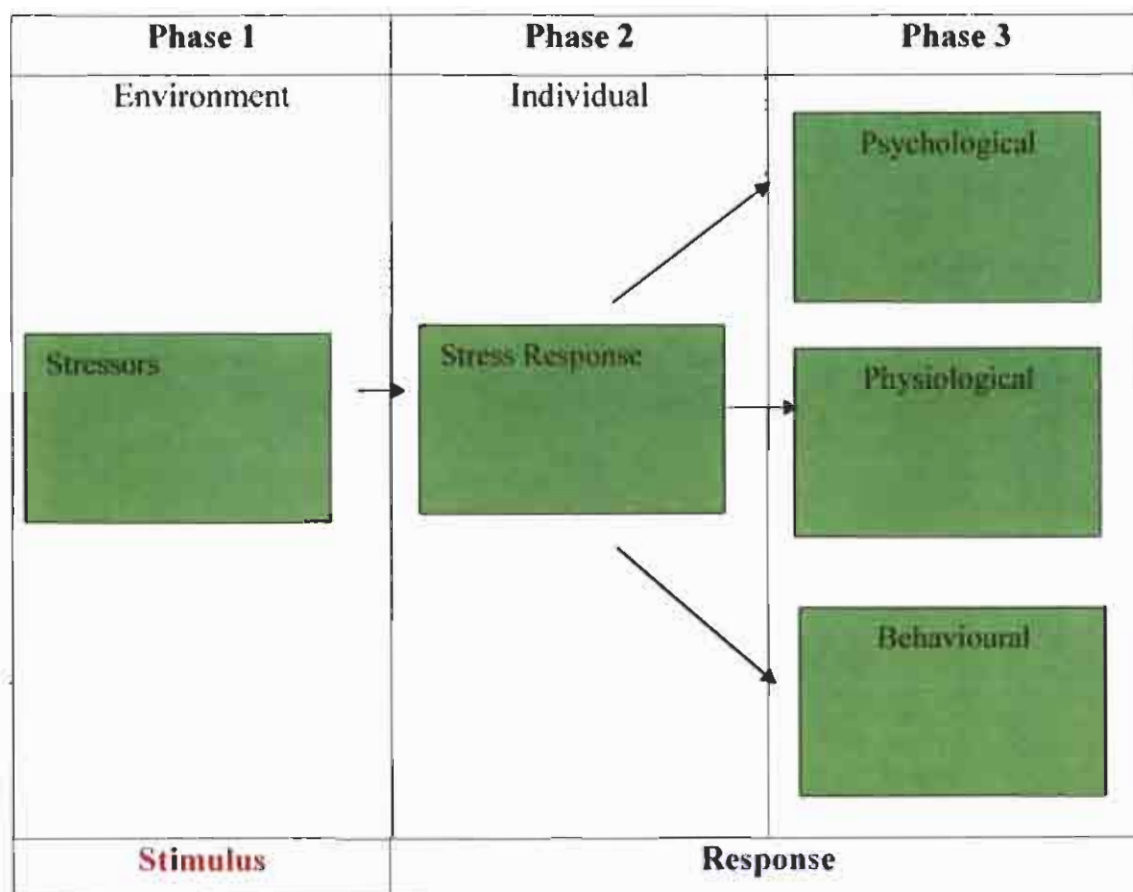 Phase 1
Phase 2
Phase 3
Environment
Individual
Psychological
Stressors
Stress Response
Physiological
Behavioural
Stimulus
Response